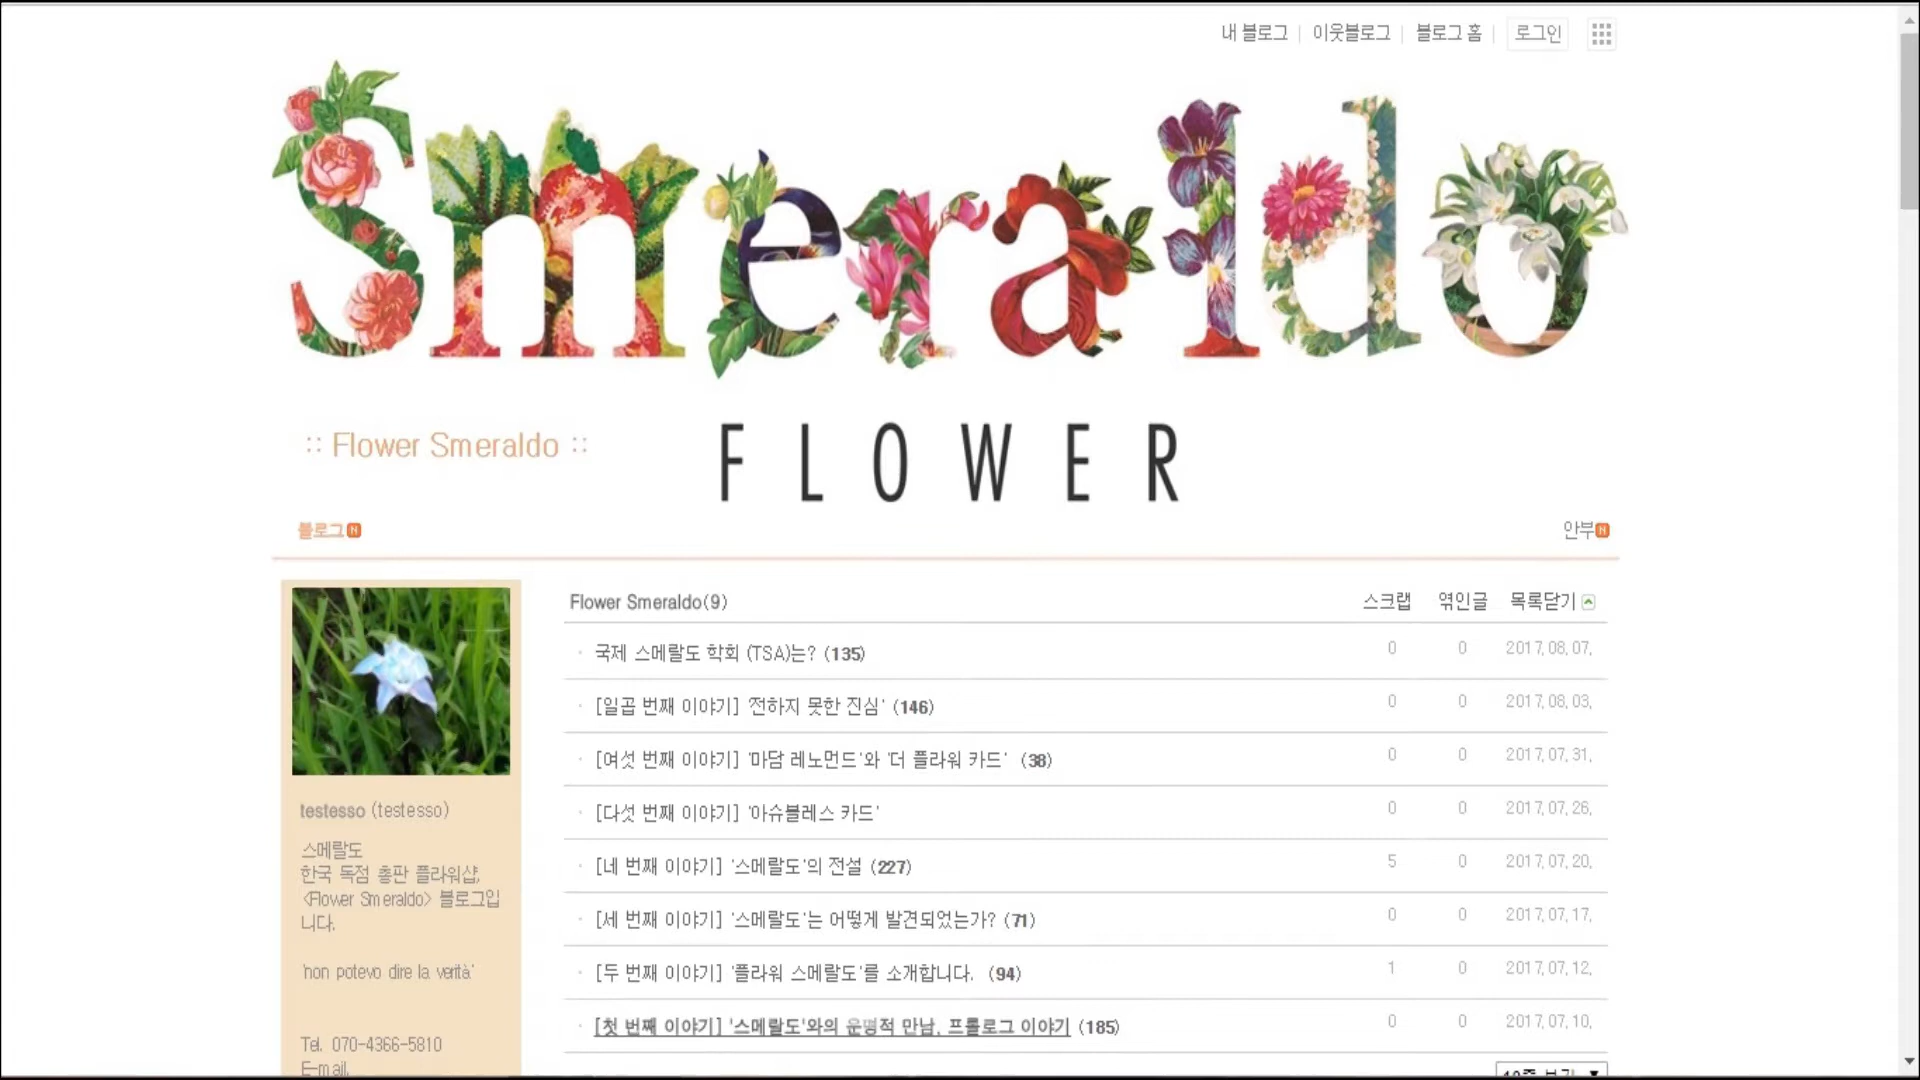 내 블로그 | 이웃블로그 | 블로그 홈 | 로그인
Smeraldo
:: Flower Smeraldo ::
FLOWER
블로그 N
안부 N
Flower Smeraldo(9) 스크랩 엮인글 목록닫기
· 국제 스메랄도 학회 (TSA)는? (135) 0 0 2017.08.07.
· [일곱 번째 이야기] '전하지 못한 진심' (146) 0 0 2017.08.03.
· [여섯 번째 이야기] '마담 레노먼드'와 '더 플라워 카드' (38) 0 0 2017.07.31.
· [다섯 번째 이야기] '아슈블레스 카드' 0 0 2017.07.26.
· [네 번째 이야기] '스메랄도'의 전설 (227) 5 0 2017.07.20.
· [세 번째 이야기] '스메랄도'는 어떻게 발견되었는가? (71) 0 0 2017.07.17.
· [두 번째 이야기] '플라워 스메랄도'를 소개합니다. (94) 1 0 2017.07.12.
· [첫 번째 이야기] '스메랄도'와의 운명적 만남, 프롤로그 이야기 (185) 0 0 2017.07.10.
testesso (testesso)
스메랄도
한국 독점 총판 플라워샵,
<Flower Smeraldo> 블로그입
니다.
'non potevo dire la verità'
Tel. 070-4366-5810
E-mail.